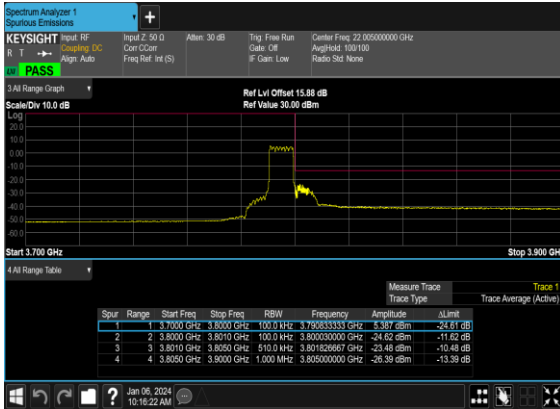 Spectrum Analyzer 1
Spurious Emissions
KEYSIGHT
R T
Input: RF
Coupling: DC
Align: Auto
Input Z: 50 Ω
Corr CCorr
Freq Ref: Int (S)
Atten: 30 dB
Trig: Free Run
Gate: Off
IF Gain: Low
Center Freq: 22.005000000 GHz
Avg|Hold: 100/100
Radio Std: None
PASS
3 All Range Graph
Scale/Div 10.0 dB
Ref Lvl Offset 15.88 dB
Ref Value 30.00 dBm
Log
20.0
10.0
0.00
-10.0
-20.0
-30.0
-40.0
-50.0
-60.0
Start 3.700 GHz
Stop 3.900 GH
4 All Range Table
Measure Trace Trace 1
Trace Type Trace Average (Active)
Spur Range Start Freq Stop Freq RBW Frequency Amplitude ΔLimit
1 1 3.7000 GHz 3.8000 GHz 100.0 kHz 3.790833333 GHz 5.387 dBm -24.61 dB
2 2 3.8000 GHz 3.8010 GHz 100.0 kHz 3.800030000 GHz -24.62 dBm -11.62 dB
3 3 3.8010 GHz 3.8050 GHz 510.0 kHz 3.801826667 GHz -23.48 dBm -10.48 dB
4 4 3.8050 GHz 3.9000 GHz 1.000 MHz 3.805000000 GHz -26.39 dBm -13.39 dB
Jan 06, 2024
10:16:22 AM